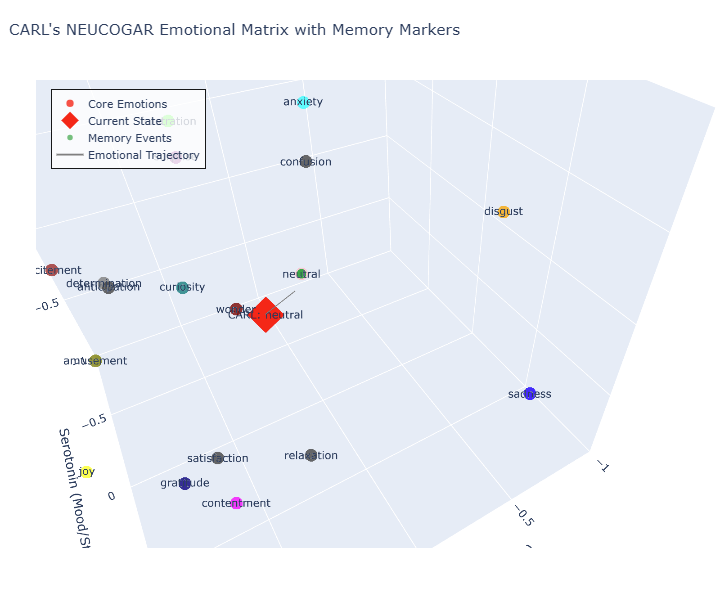 CARL's NEUCOGAR Emotional Matrix with Memory Markers
Core Emotions
Current State
Memory Events
Emotional Trajectory
anxiety
confusion
disgust
neutral
citement
determination
curiosity
−0.5
wonder
CARL: neutral
amusement
sadness
−0.5
Serotonin (Mood/St
satisfaction
relaxation
joy
gratitude
0
contentment
−1
−0.5